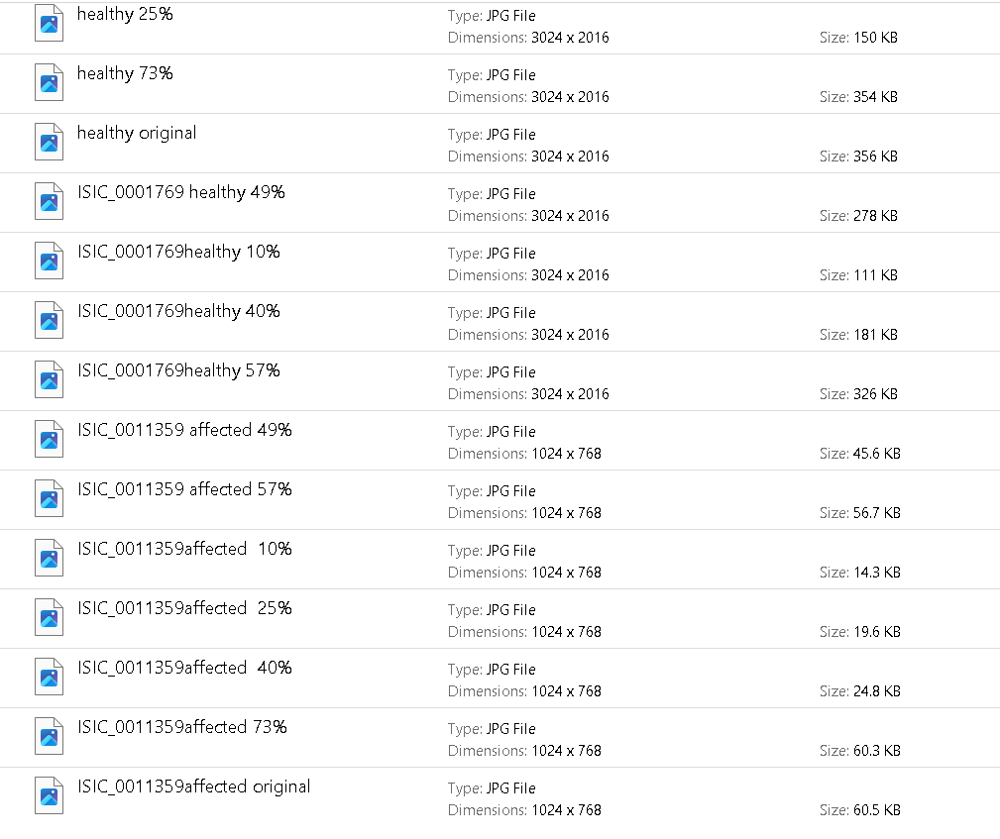 healthy 25%
Type: JPG File
Dimensions: 3024 x 2016 Size: 150 KB
healthy 73%
Type: JPG File
Dimensions: 3024 x 2016 Size: 354 KB
healthy original
Type: JPG File
Dimensions: 3024 x 2016 Size: 356 KB
ISIC_0001769 healthy 49%
Type: JPG File
Dimensions: 3024 x 2016 Size: 278 KB
ISIC_0001769healthy 10%
Type: JPG File
Dimensions: 3024 x 2016 Size: 111 KB
ISIC_0001769healthy 40%
Type: JPG File
Dimensions: 3024 x 2016 Size: 181 KB
ISIC_0001769healthy 57%
Type: JPG File
Dimensions: 3024 x 2016 Size: 326 KB
ISIC_0011359 affected 49%
Type: JPG File
Dimensions: 1024 x 768 Size: 45.6 KB
ISIC_0011359 affected 57%
Type: JPG File
Dimensions: 1024 x 768 Size: 56.7 KB
ISIC_0011359affected  10%
Type: JPG File
Dimensions: 1024 x 768 Size: 14.3 KB
ISIC_0011359affected  25%
Type: JPG File
Dimensions: 1024 x 768 Size: 19.6 KB
ISIC_0011359affected  40%
Type: JPG File
Dimensions: 1024 x 768 Size: 24.8 KB
ISIC_0011359affected 73%
Type: JPG File
Dimensions: 1024 x 768 Size: 60.3 KB
ISIC_0011359affected original
Type: JPG File
Dimensions: 1024 x 768 Size: 60.5 KB